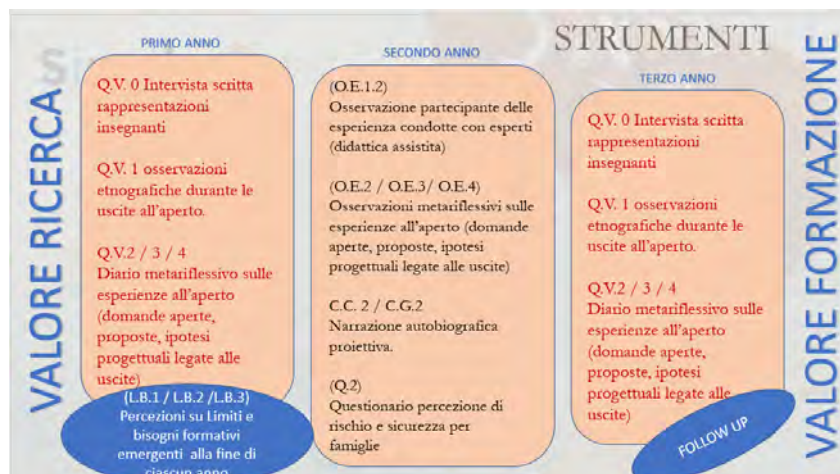 STRUMENTI
VALORE RICERCA
PRIMO ANNO
Q.V. 0 Intervista scritta
rappresentazioni
insegnanti
Q.V. 1 osservazioni
etnografiche durante le
uscite all'aperto.
Q.V.2 / 3 / 4
Diario metariflessivo sulle
esperienze all'aperto
(domande aperte,
proposte, ipotesi
progettuali legate alle
uscite)
(L.B.1 / L.B.2 /L.B.3)
Percezioni su Limiti e
bisogni formativi
emergenti alla fine di
ciascun anno
SECONDO ANNO
(O.E.1.2)
Osservazione partecipante delle
esperienza condotte con esperti
(didattica assistita)
(O.E.2 / O.E.3/ O.E.4)
Osservazioni metariflessivi sulle
esperienze all'aperto (domande
aperte, proposte, ipotesi
progettuali legate alle uscite)
C.C. 2 / C.G.2
Narrazione autobiografica
proiettiva.
(Q.2)
Questionario percezione di
rischio e sicurezza per
famiglie
TERZO ANNO
Q.V. 0 Intervista scritta
rappresentazioni
insegnanti
Q.V. 1 osservazioni
etnografiche durante le
uscite all'aperto.
Q.V.2 / 3 / 4
Diario metariflessivo sulle
esperienze all'aperto
(domande aperte,
proposte, ipotesi
progettuali legate alle
uscite)
FOLLOW UP
VALORE FORMAZIONE